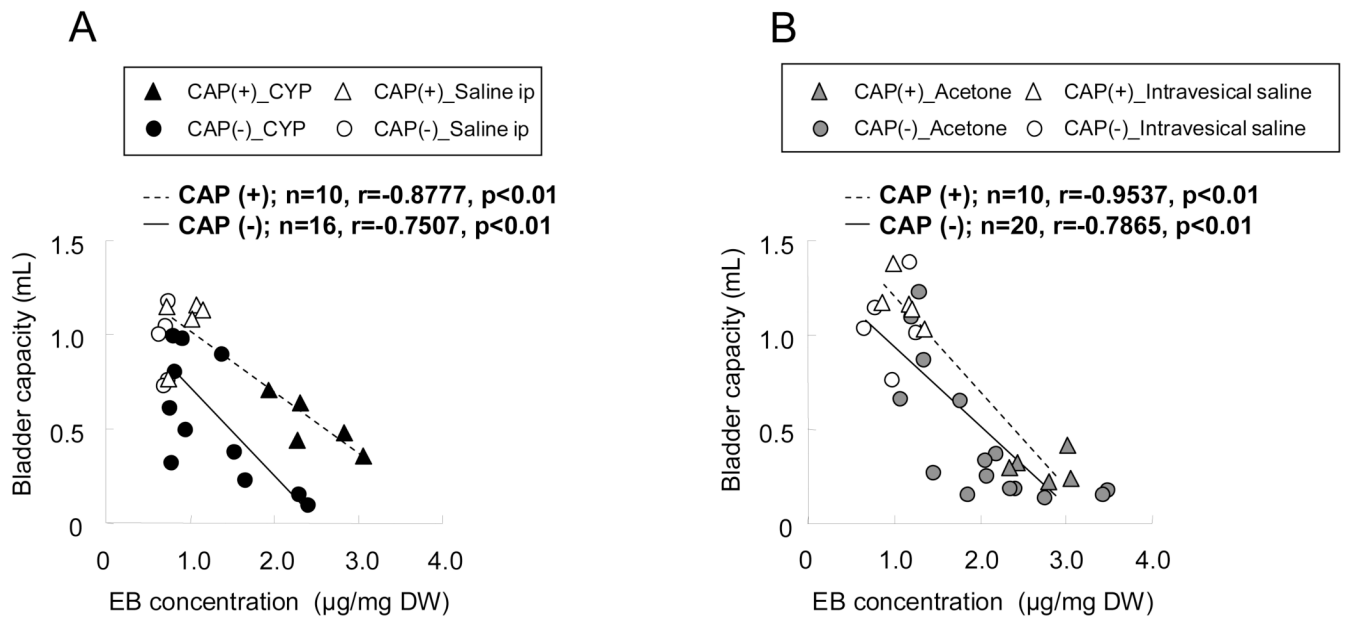 A
CAP(+)_CYP CAP(+)_Saline ip
CAP(-)_CYP CAP(-)_Saline ip
CAP (+); n=10, r=-0.8777, p<0.01
CAP (-); n=16, r=-0.7507, p<0.01
Bladder capacity (mL)
1.5
1.0
0.5
0
0 1.0 2.0 3.0 4.0
EB concentration (μg/mg DW)
B
CAP(+)_Acetone CAP(+)_Intravesical saline
CAP(-)_Acetone CAP(-)_Intravesical saline
CAP (+); n=10, r=-0.9537, p<0.01
CAP (-); n=20, r=-0.7865, p<0.01
Bladder capacity (mL)
1.5
1.0
0.5
0
0 1.0 2.0 3.0 4.0
EB concentration (μg/mg DW)